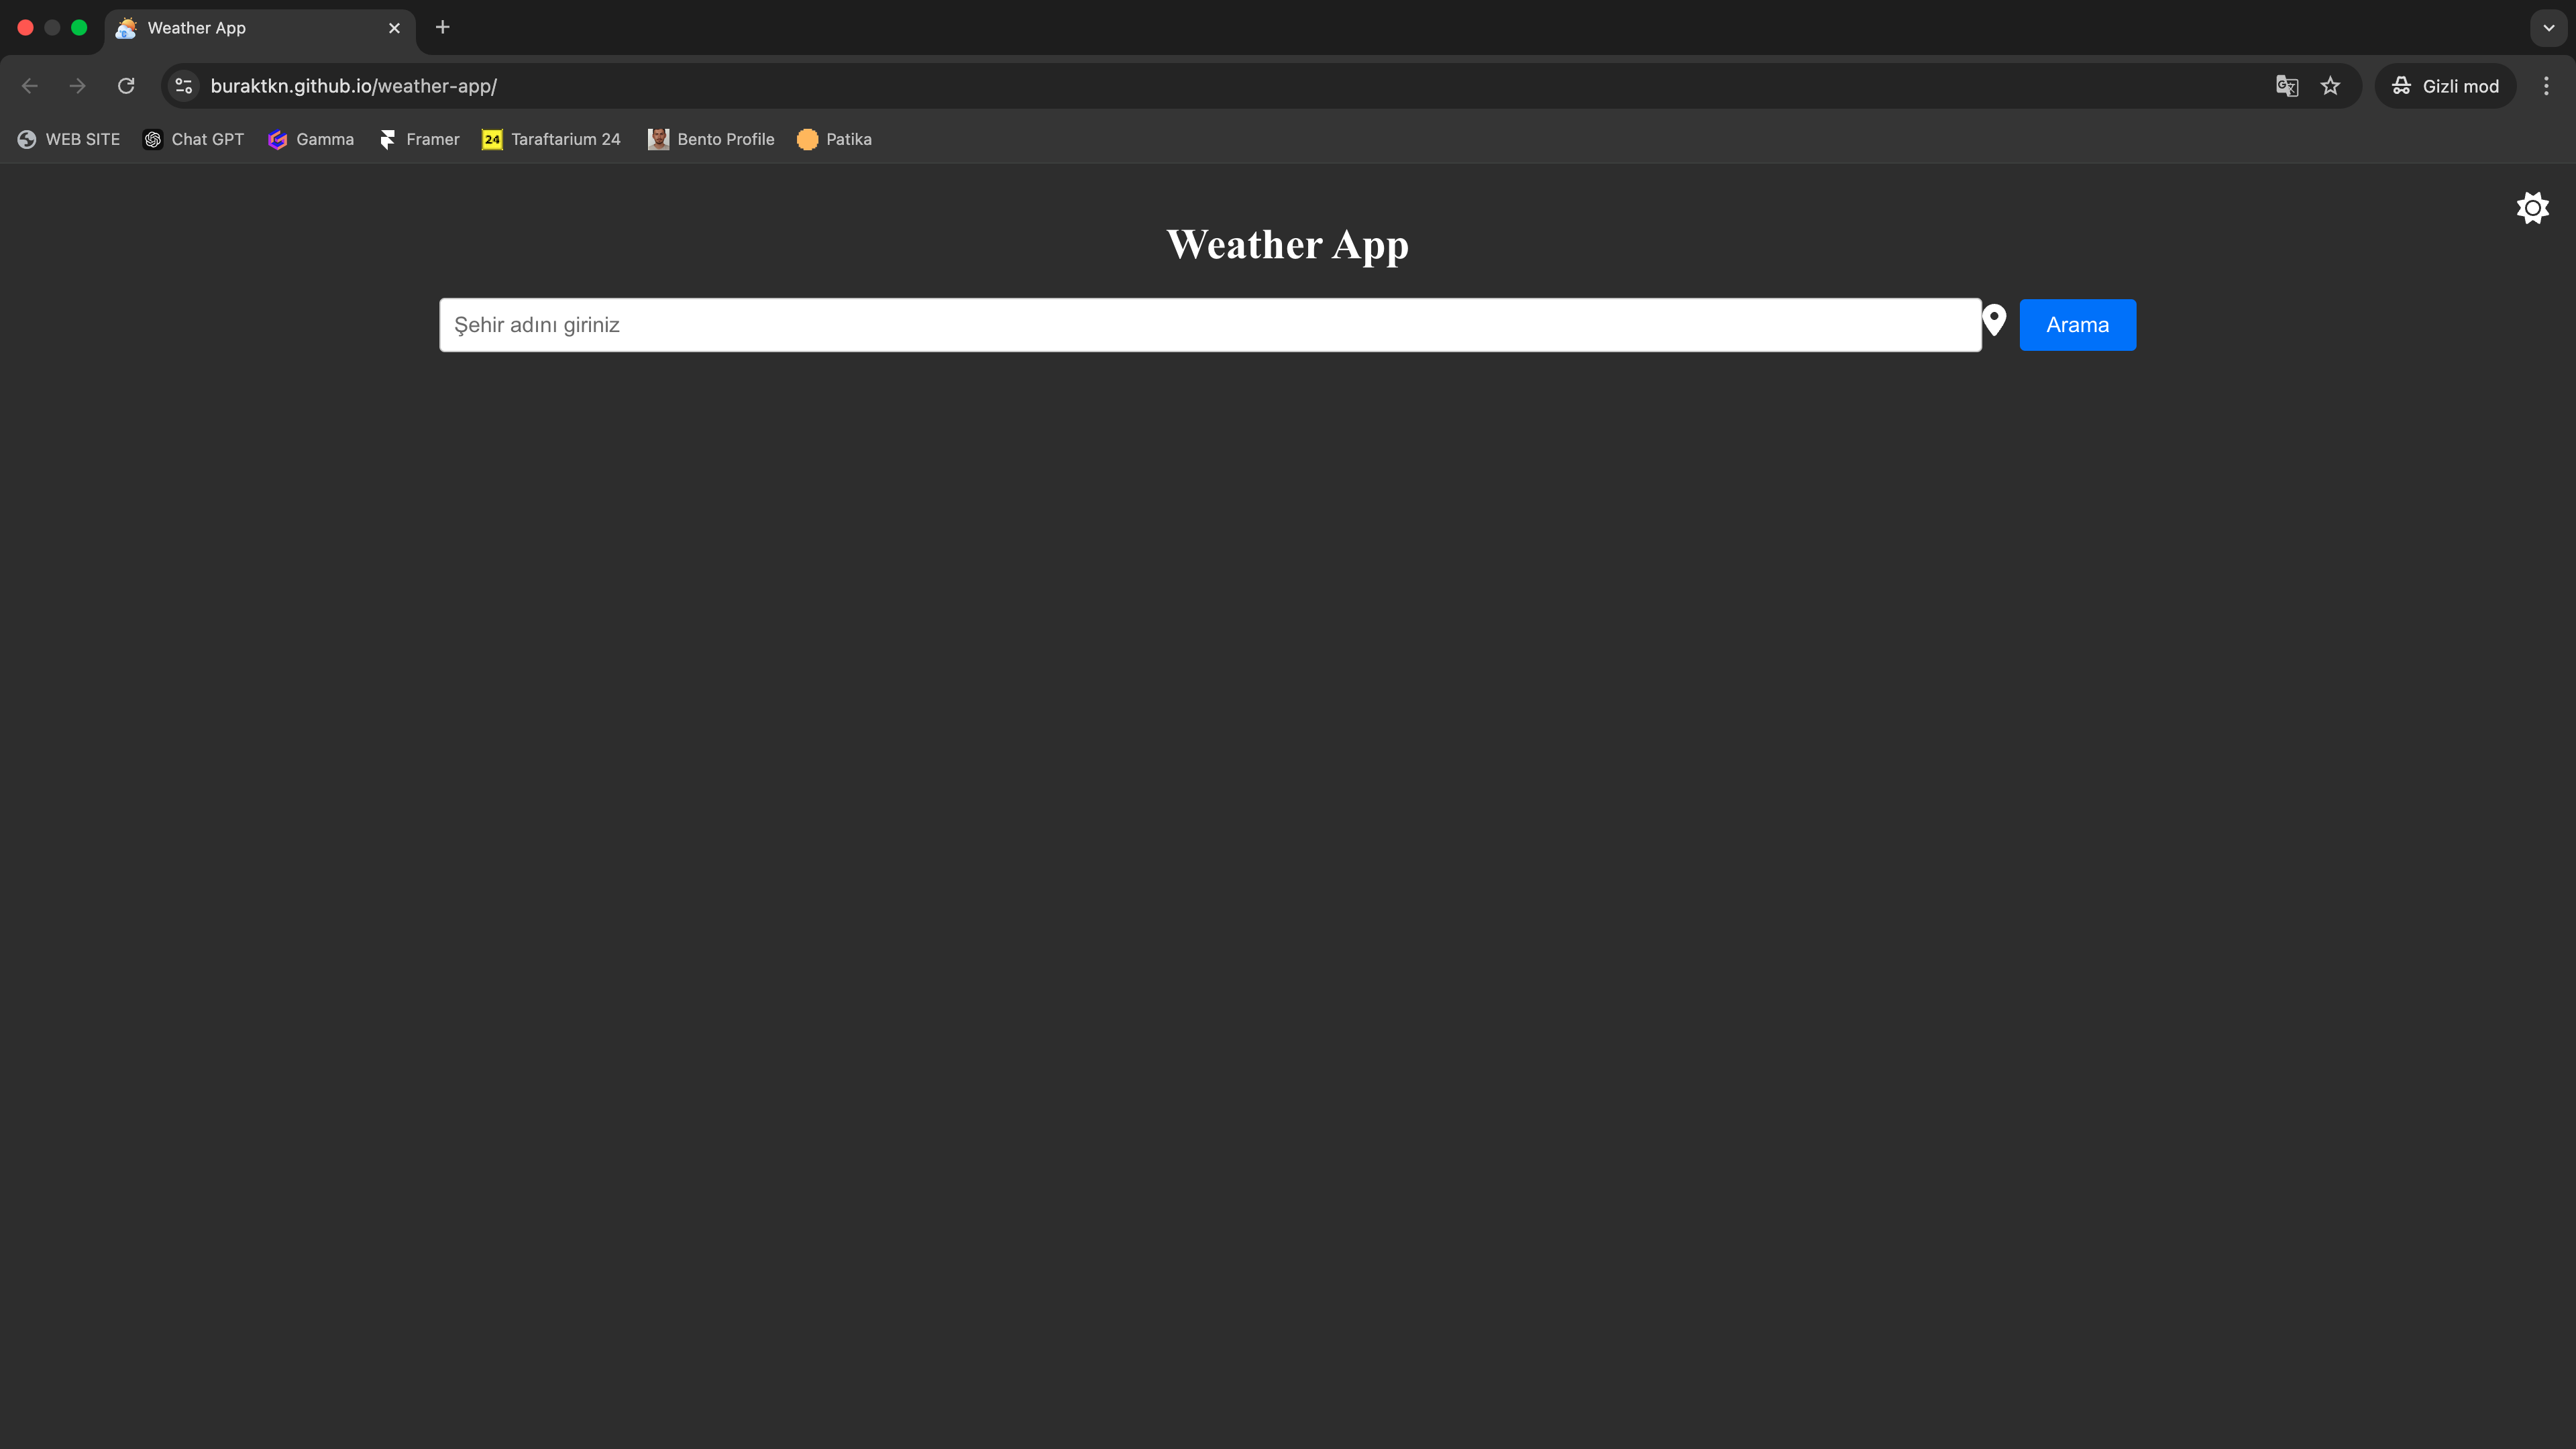 Weather App
buraktkn.github.io/weather-app/
Gizli mod
WEB SITE
Chat GPT
Gamma
Framer
24
Taraftarium 24
Bento Profile
Patika
Weather App
Şehir adını giriniz
Arama